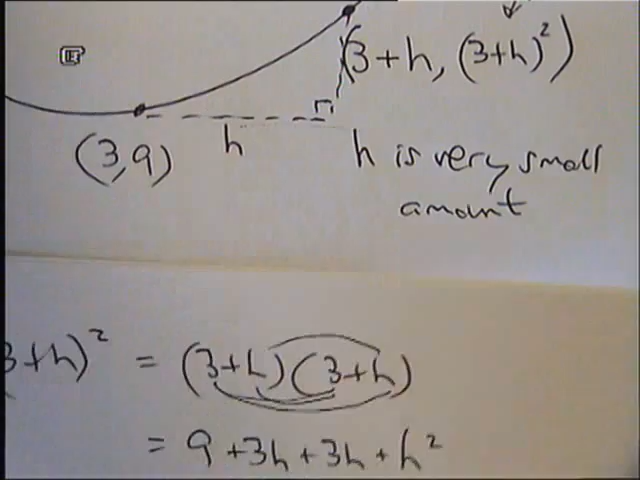 (3+h, (3+h)²)
(3,9)
h
h is very small
amount
3+h)² = (3+h)(3+h)
= 9+3h+3h+h²